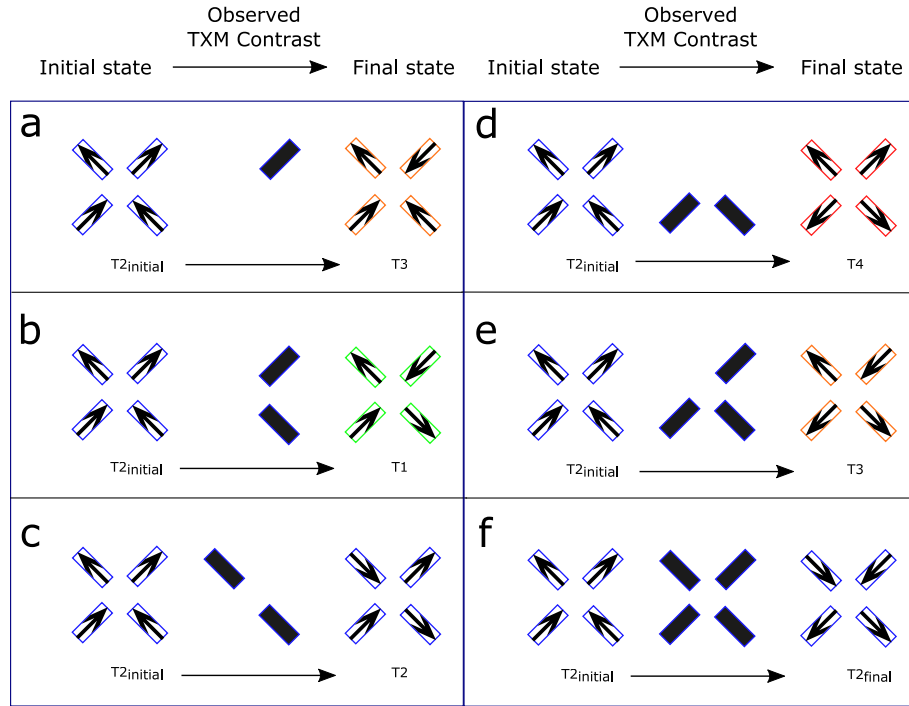 Observed
TXM Contrast
Initial state
Final state
Observed
TXM Contrast
Initial state
Final state
a
T2initial
T3
b
T2initial
T1
c
T2initial
T2
d
T2initial
T4
e
T2initial
T3
f
T2initial
T2final